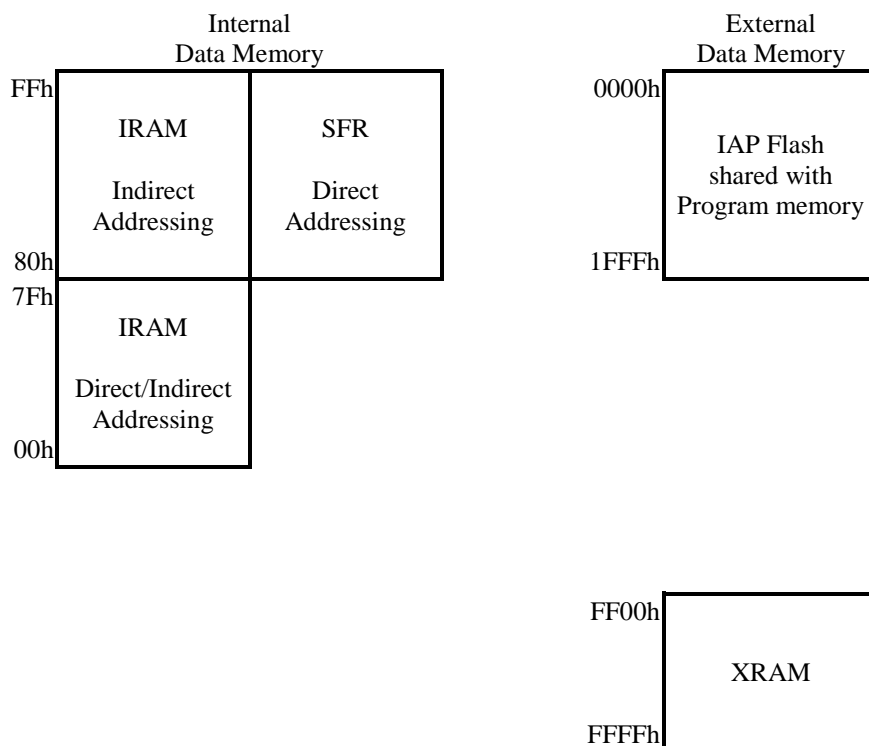 Internal
Data Memory
FFh
IRAM
Indirect
Addressing
80h
SFR
Direct
Addressing
7Fh
IRAM
Direct/Indirect
Addressing
00h
External
Data Memory
0000h
IAP Flash
shared with
Program memory
1FFFh
FF00h
XRAM
FFFFh